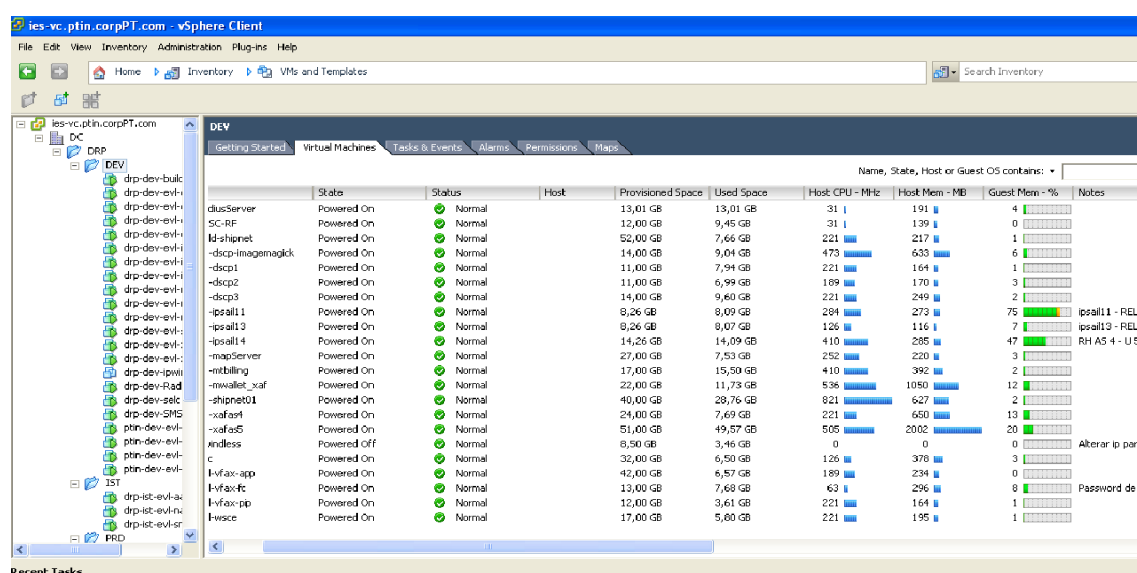 ies-vc.ptin.corpPT.com - vSphere Client
File Edit View Inventory Administration Plug-ins Help
Home Inventory VMs and Templates Search Inventory
ies-vc.ptin.corpPT.com
DC
DRP
DEV
drp-dev-build
drp-dev-evl-
drp-dev-evl-
drp-dev-evl-
drp-dev-evl-
drp-dev-evl-i
drp-dev-evl-i
drp-dev-evl-i
drp-dev-evl-
drp-dev-evl-
drp-dev-evl-
drp-dev-evl-:
drp-dev-evl-:
drp-dev-evl-:
drp-dev-ipwi
drp-dev-Rad
drp-dev-selc
drp-dev-SMS
ptin-dev-evl-
ptin-dev-evl-
ptin-dev-evl-
IST
drp-ist-evl-aa
drp-ist-evl-na
drp-ist-evl-sr
PRD
DEV
Getting Started Virtual Machines Tasks & Events Alarms Permissions Maps
Name, State, Host or Guest OS contains:
State Status Host Provisioned Space Used Space Host CPU - MHz Host Mem - MB Guest Mem - % Notes
diusServer Powered On Normal 13,01 GB 13,01 GB 31 191 4
SC-RF Powered On Normal 12,00 GB 9,45 GB 31 139 0
ld-shipnet Powered On Normal 52,00 GB 7,66 GB 221 217 1
-dscp-imagemagick Powered On Normal 14,00 GB 9,04 GB 473 633 6
-dscp1 Powered On Normal 11,00 GB 7,94 GB 221 164 1
-dscp2 Powered On Normal 11,00 GB 6,99 GB 189 170 3
-dscp3 Powered On Normal 14,00 GB 9,60 GB 221 249 2
-ipsail11 Powered On Normal 8,26 GB 8,09 GB 284 273 75 ipsail11 - REL
-ipsail13 Powered On Normal 8,26 GB 8,07 GB 126 116 7 ipsail13 - REL
-ipsail14 Powered On Normal 14,26 GB 14,09 GB 410 285 47 RH AS 4 - U 5
-mapServer Powered On Normal 27,00 GB 7,53 GB 252 220 3
-mtbilling Powered On Normal 17,00 GB 15,50 GB 410 392 2
-mwallet_xaf Powered On Normal 22,00 GB 11,73 GB 536 1050 12
-shipnet01 Powered On Normal 40,00 GB 28,76 GB 821 627 2
-xafas4 Powered On Normal 24,00 GB 7,69 GB 221 650 13
-xafas5 Powered On Normal 51,00 GB 49,57 GB 505 2002 20
indless Powered Off Normal 8,50 GB 3,46 GB 0 0 0 Alterar ip par
c Powered On Normal 32,00 GB 6,50 GB 126 378 3
l-vfax-app Powered On Normal 42,00 GB 6,57 GB 189 234 0
l-vfax-fc Powered On Normal 13,00 GB 7,68 GB 63 296 8 Password de
l-vfax-pip Powered On Normal 12,00 GB 3,61 GB 221 164 1
l-wsce Powered On Normal 17,00 GB 5,80 GB 221 195 1
Recent Tasks